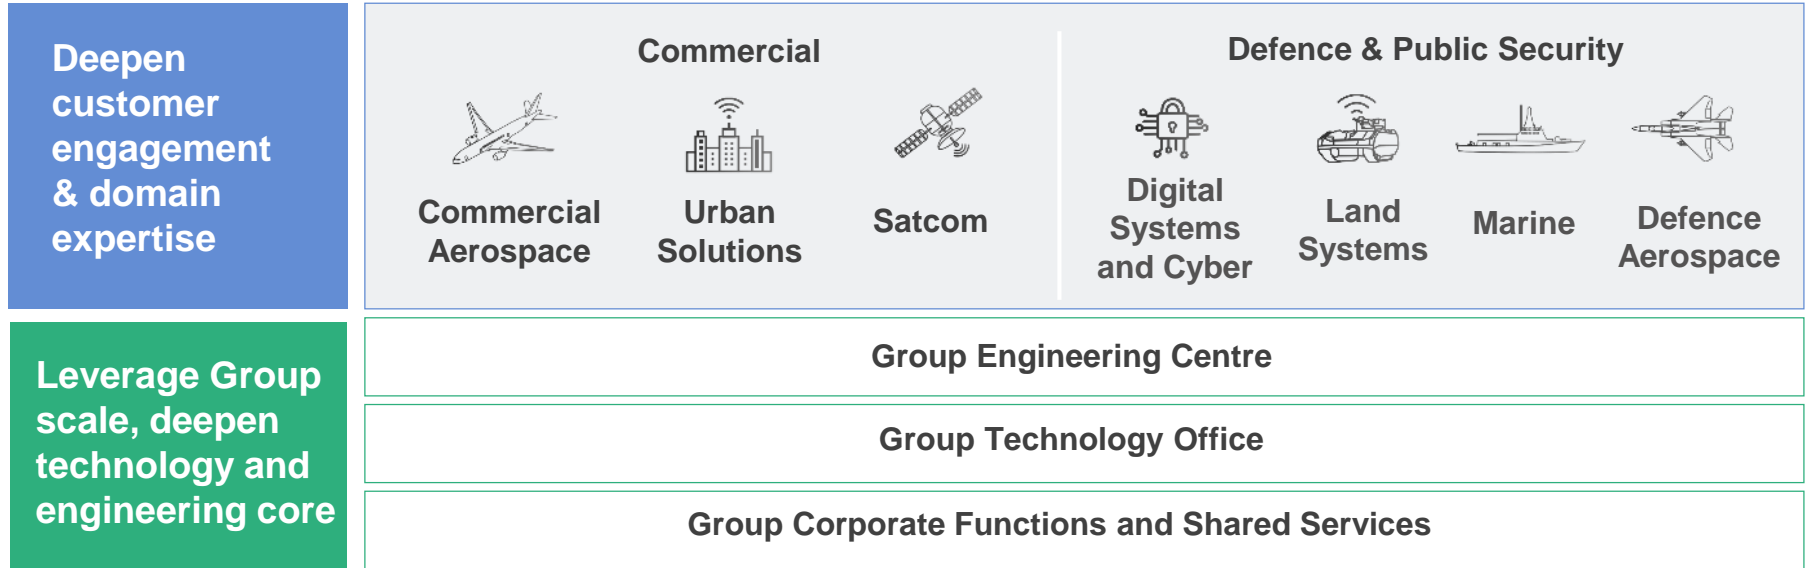 Deepen
customer
engagement
& domain
expertise
Commercial
Commercial
Aerospace
Urban
Solutions
Satcom
Defence & Public Security
Digital
Systems
and Cyber
Land
Systems
Marine
Defence
Aerospace
Leverage Group
scale, deepen
technology and
engineering core
Group Engineering Centre
Group Technology Office
Group Corporate Functions and Shared Services